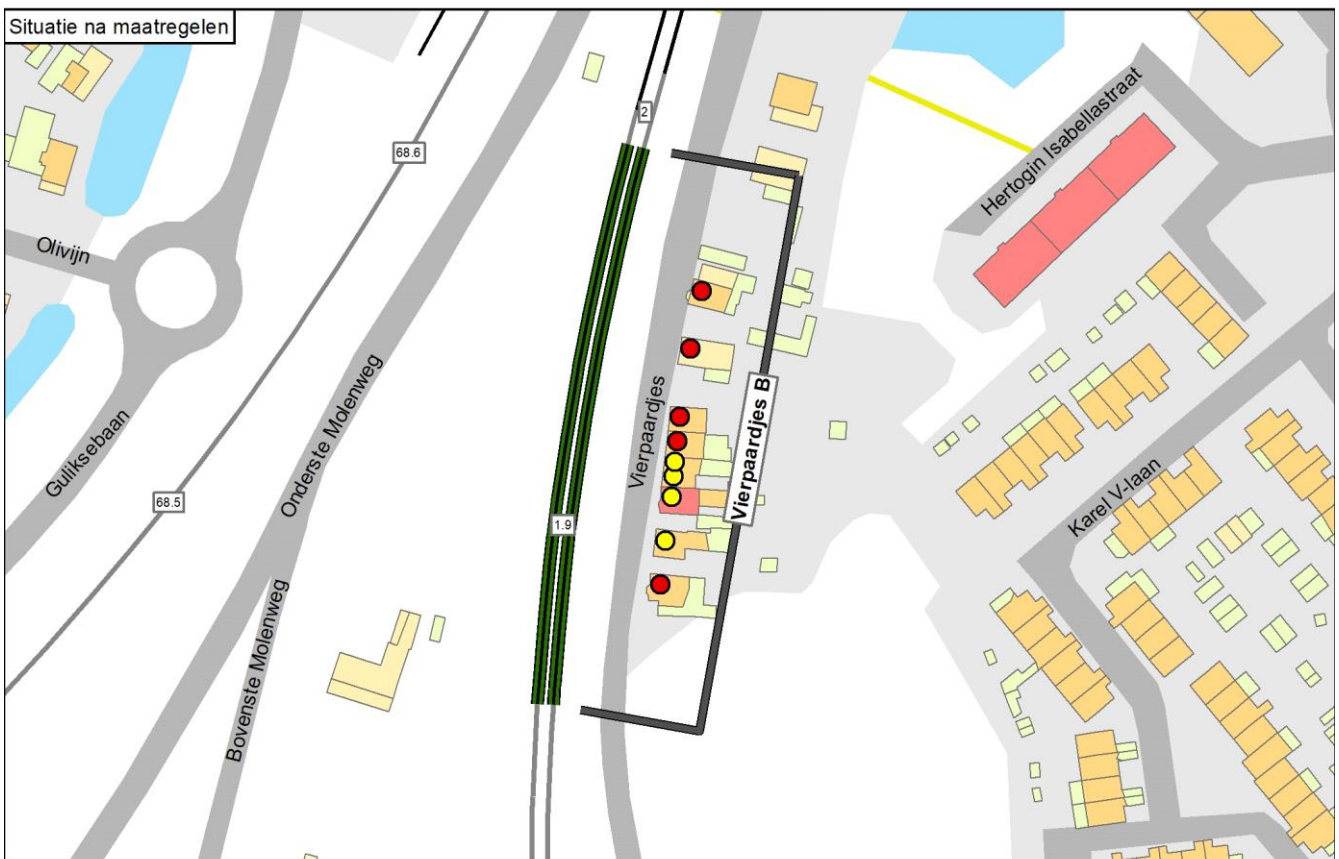 Situatie na maatregelen
2
68.6
Hertogin Isabellastraat
Olivijn
Onderste Molenweg
Vierpaardjes
Vierpaardjes B
Guliksebaan
68.5
Karel V-laan
1.9
Bovenste Molenweg